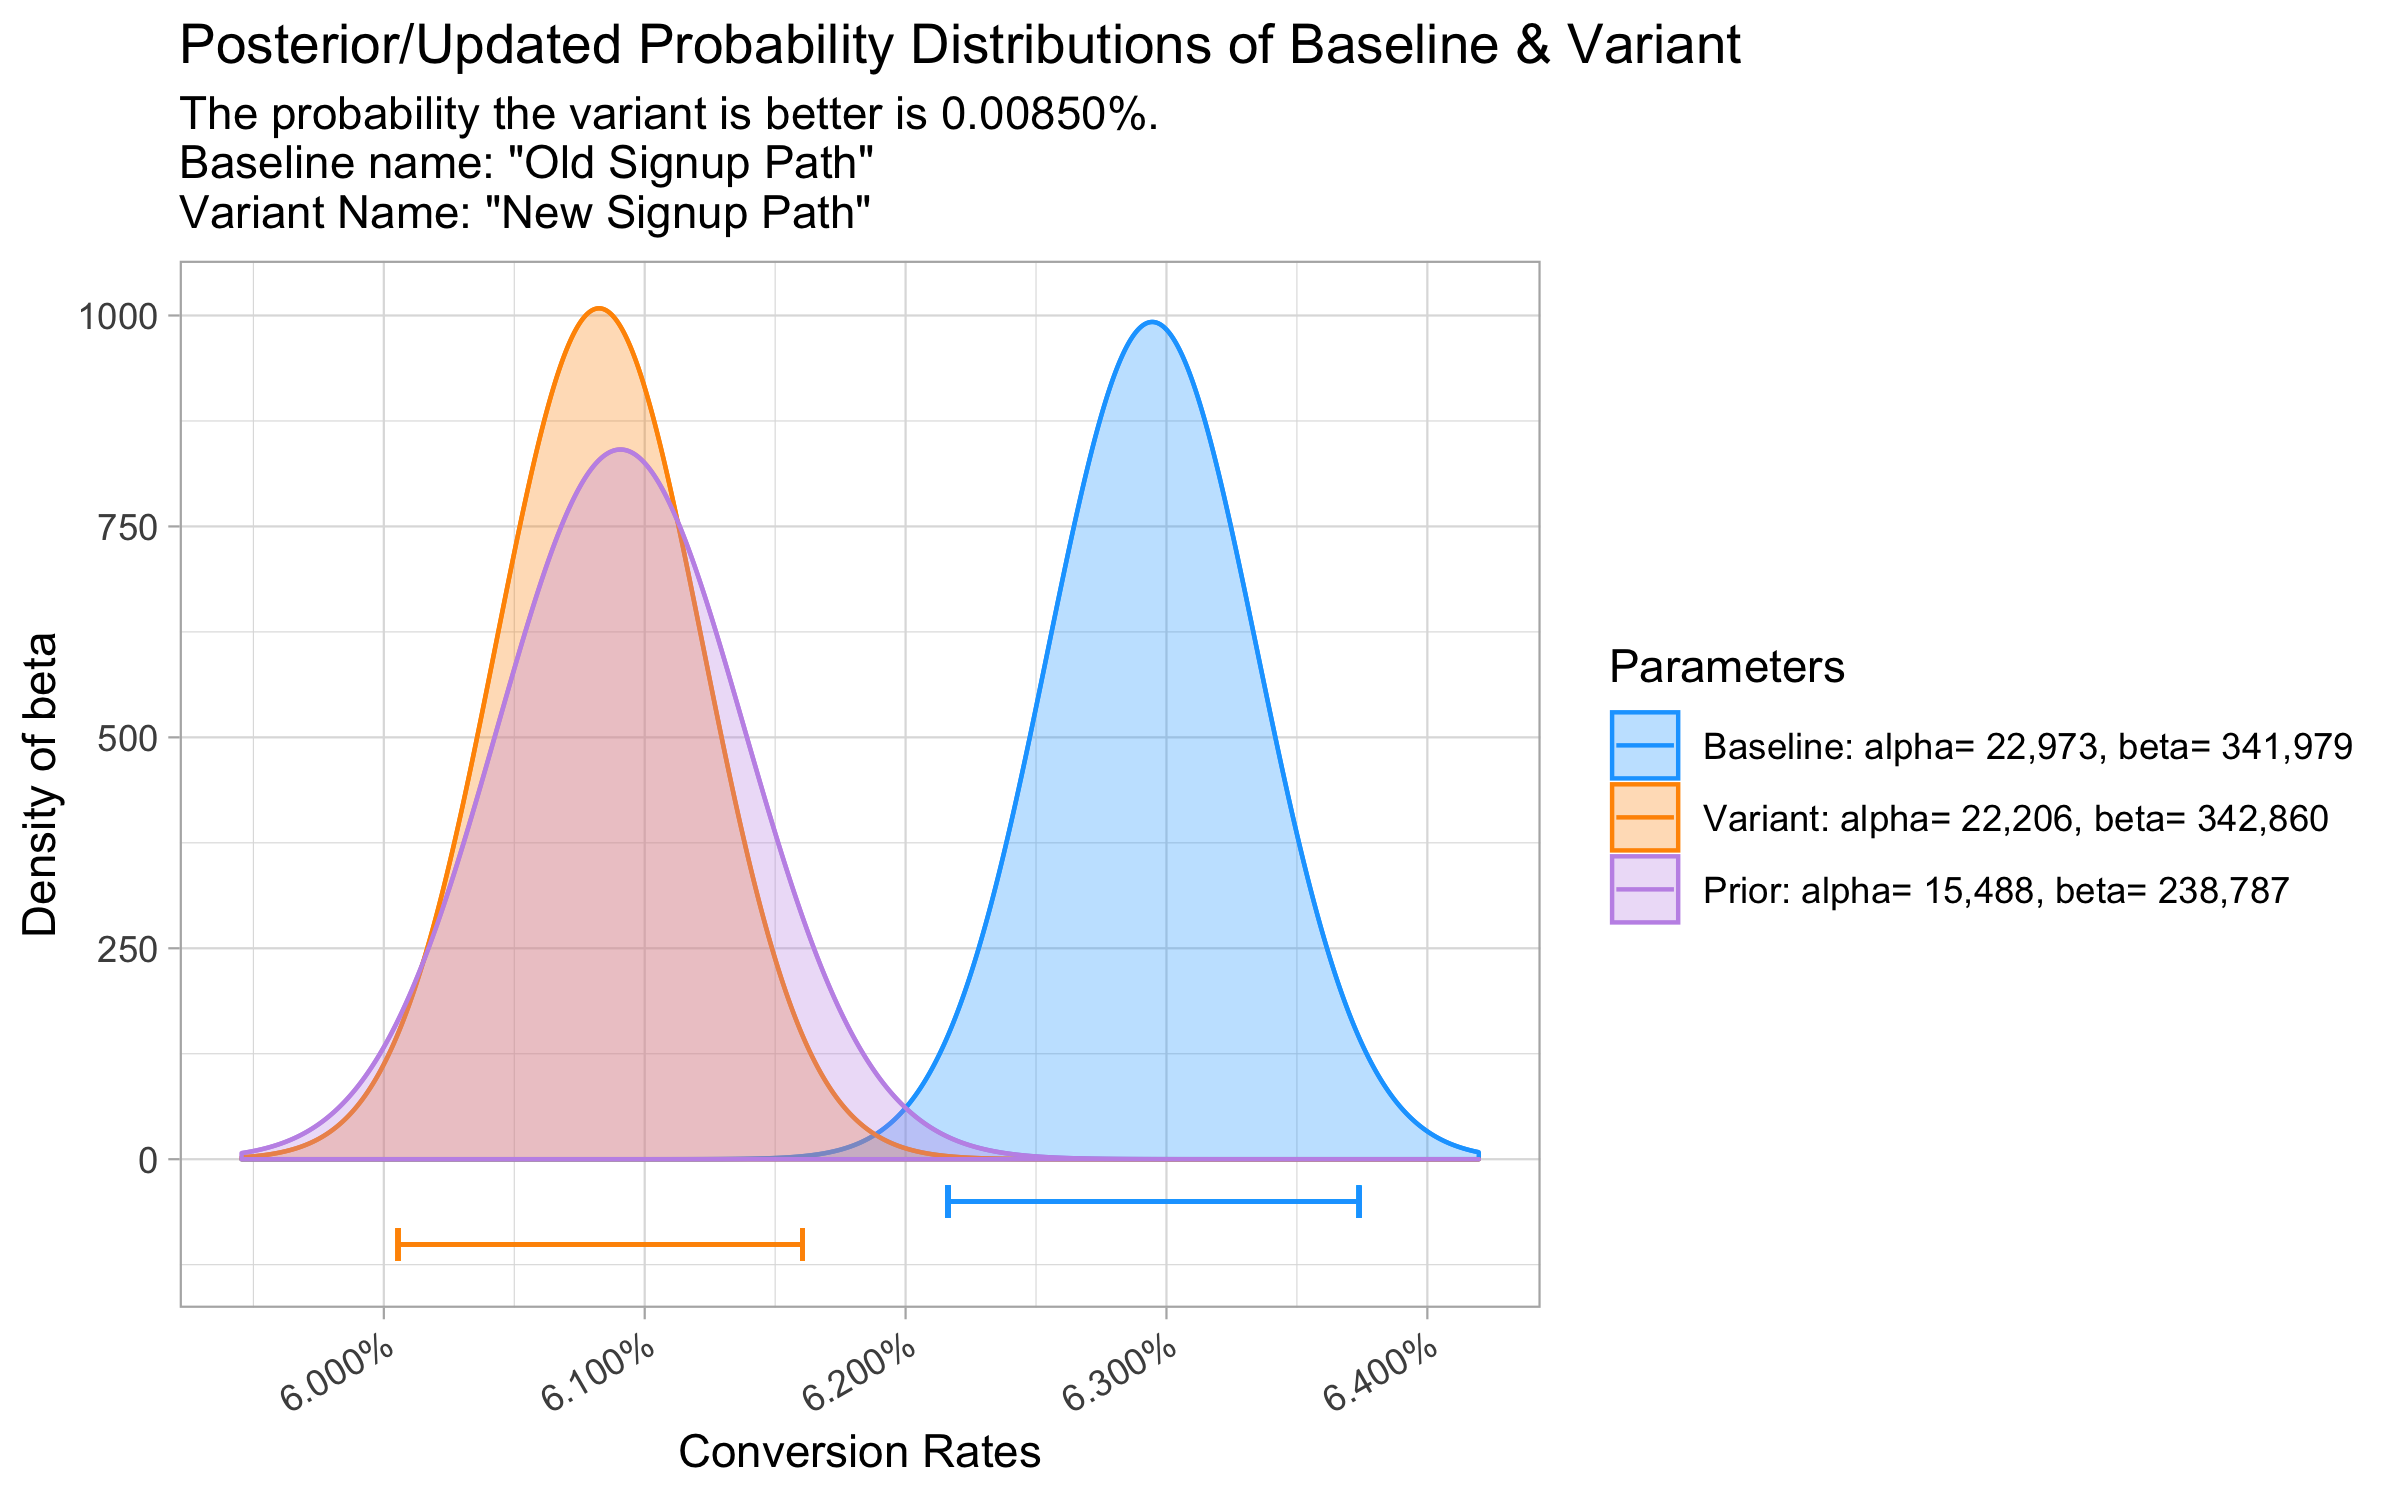 Posterior/Updated Probability Distributions of Baseline & Variant
The probability the variant is better is 0.00850%.
Baseline name: "Old Signup Path"
Variant Name: "New Signup Path"
1000
750
500
250
0
Density of beta
6.000%
6.100%
6.200%
6.300%
6.400%
Conversion Rates
Parameters
Baseline: alpha= 22,973, beta= 341,979
Variant: alpha= 22,206, beta= 342,860
Prior: alpha= 15,488, beta= 238,787